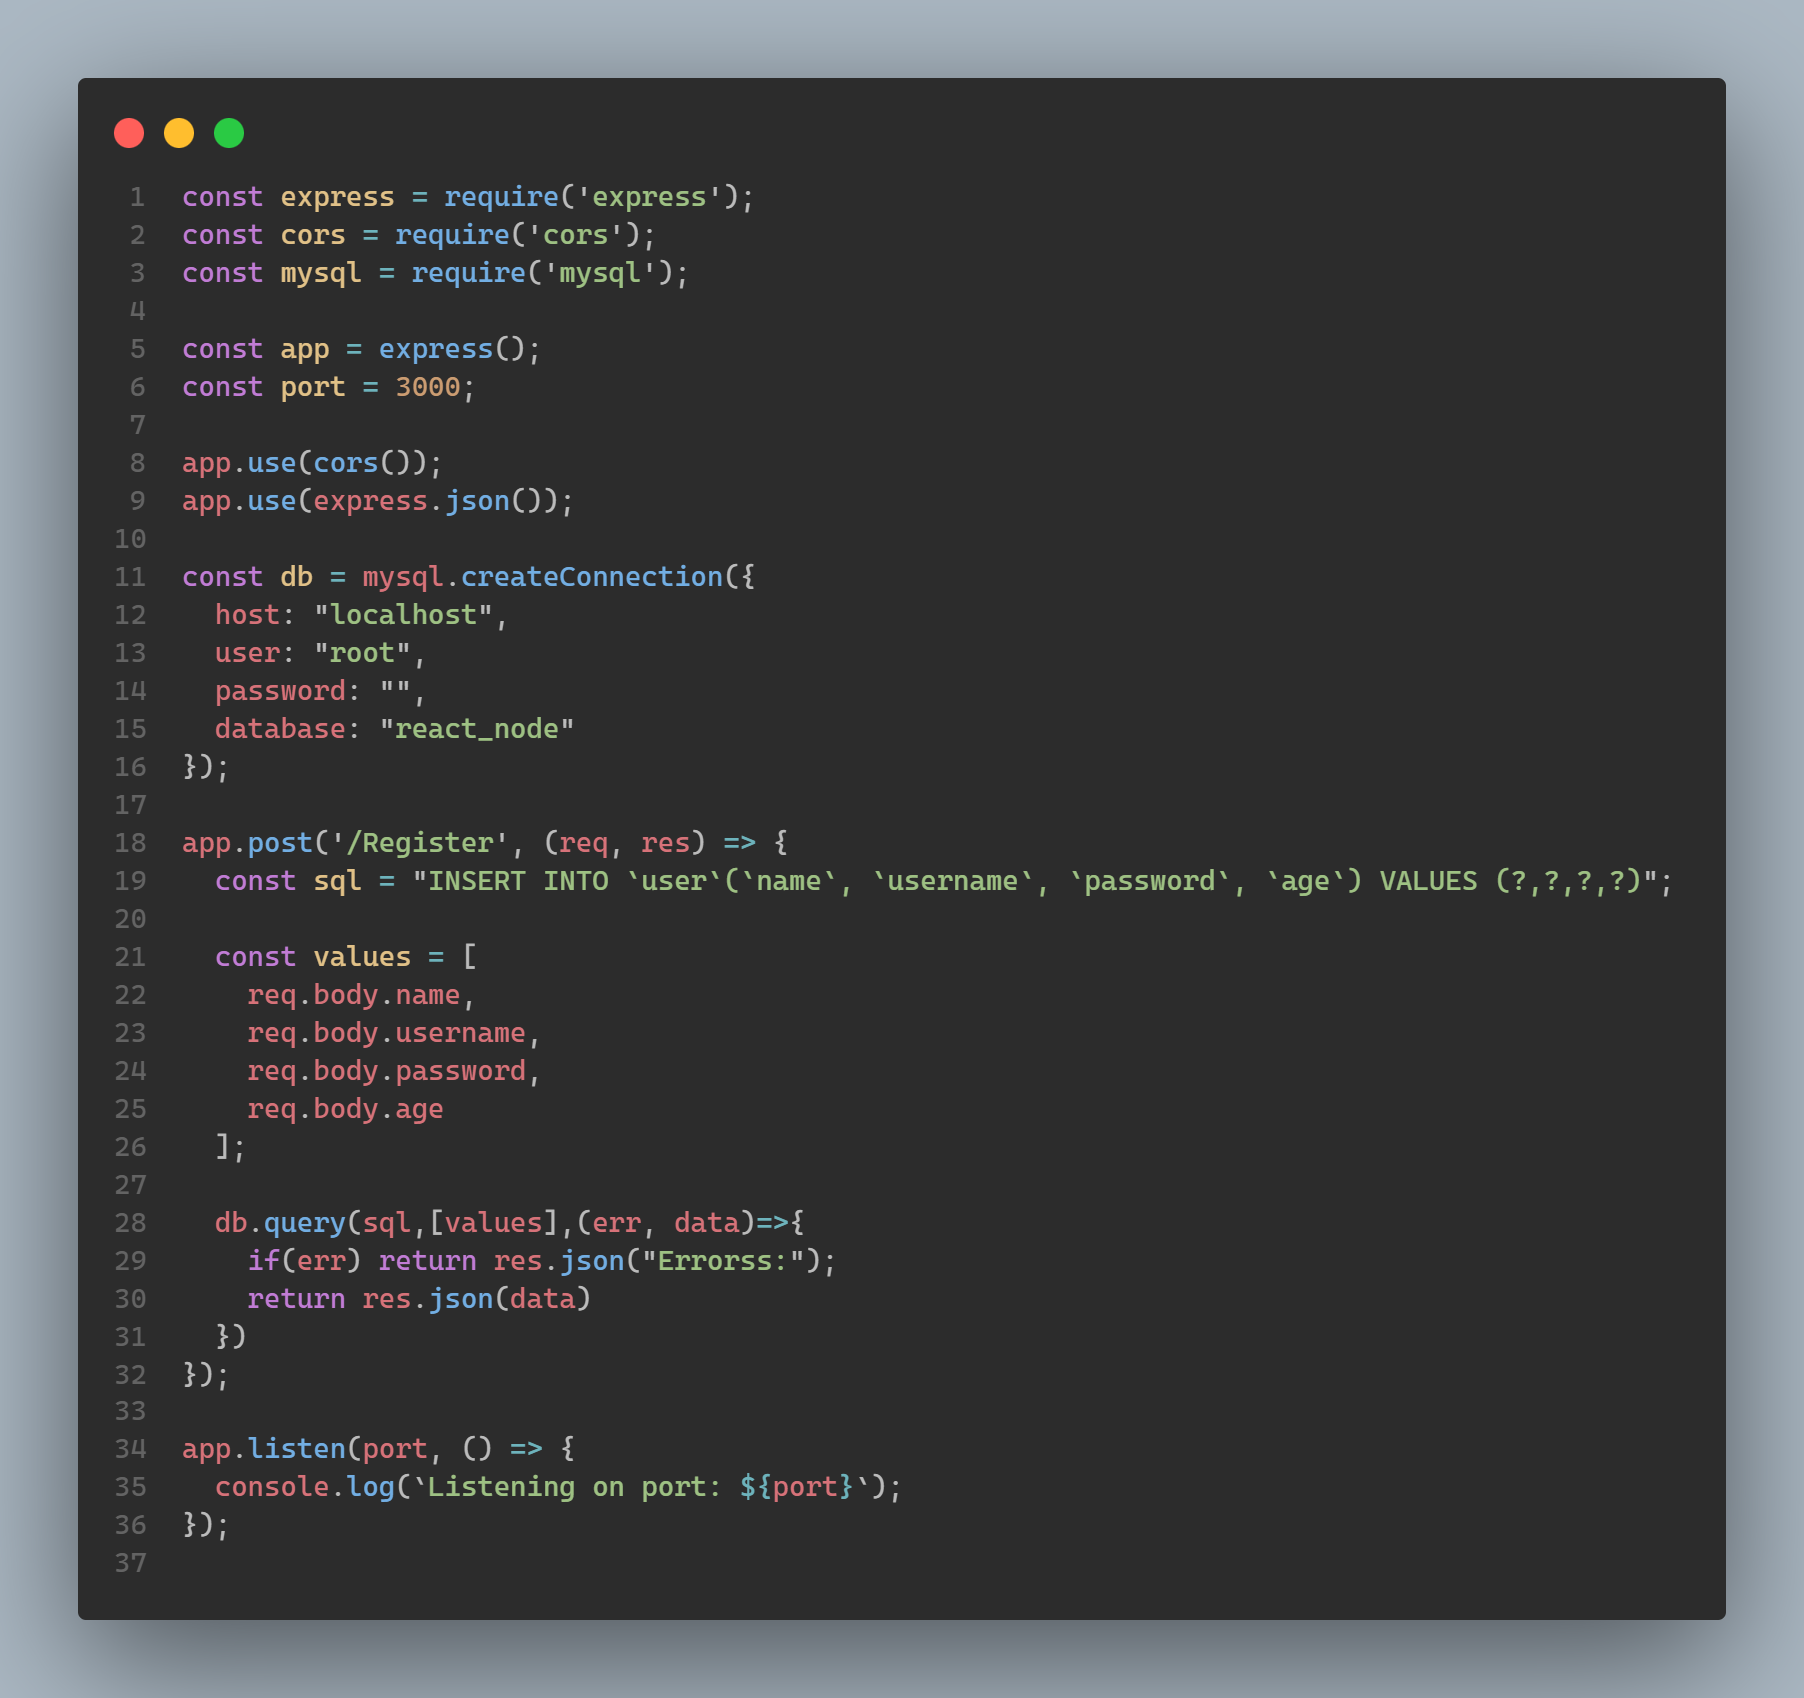 1 const express = require('express');
2 const cors = require('cors');
3 const mysql = require('mysql');
4
5 const app = express();
6 const port = 3000;
7
8 app.use(cors());
9 app.use(express.json());
10
11 const db = mysql.createConnection({
12   host: "localhost",
13   user: "root",
14   password: "",
15   database: "react_node"
16 });
17
18 app.post('/Register', (req, res) => {
19   const sql = "INSERT INTO `user`(`name`, `username`, `password`, `age`) VALUES (?,?,?,?)";
20
21   const values = [
22     req.body.name,
23     req.body.username,
24     req.body.password,
25     req.body.age
26   ];
27
28   db.query(sql,[values],(err, data)=>{
29     if(err) return res.json("Errorss:");
30     return res.json(data)
31   })
32 });
33
34 app.listen(port, () => {
35   console.log(`Listening on port: ${port}`);
36 });
37